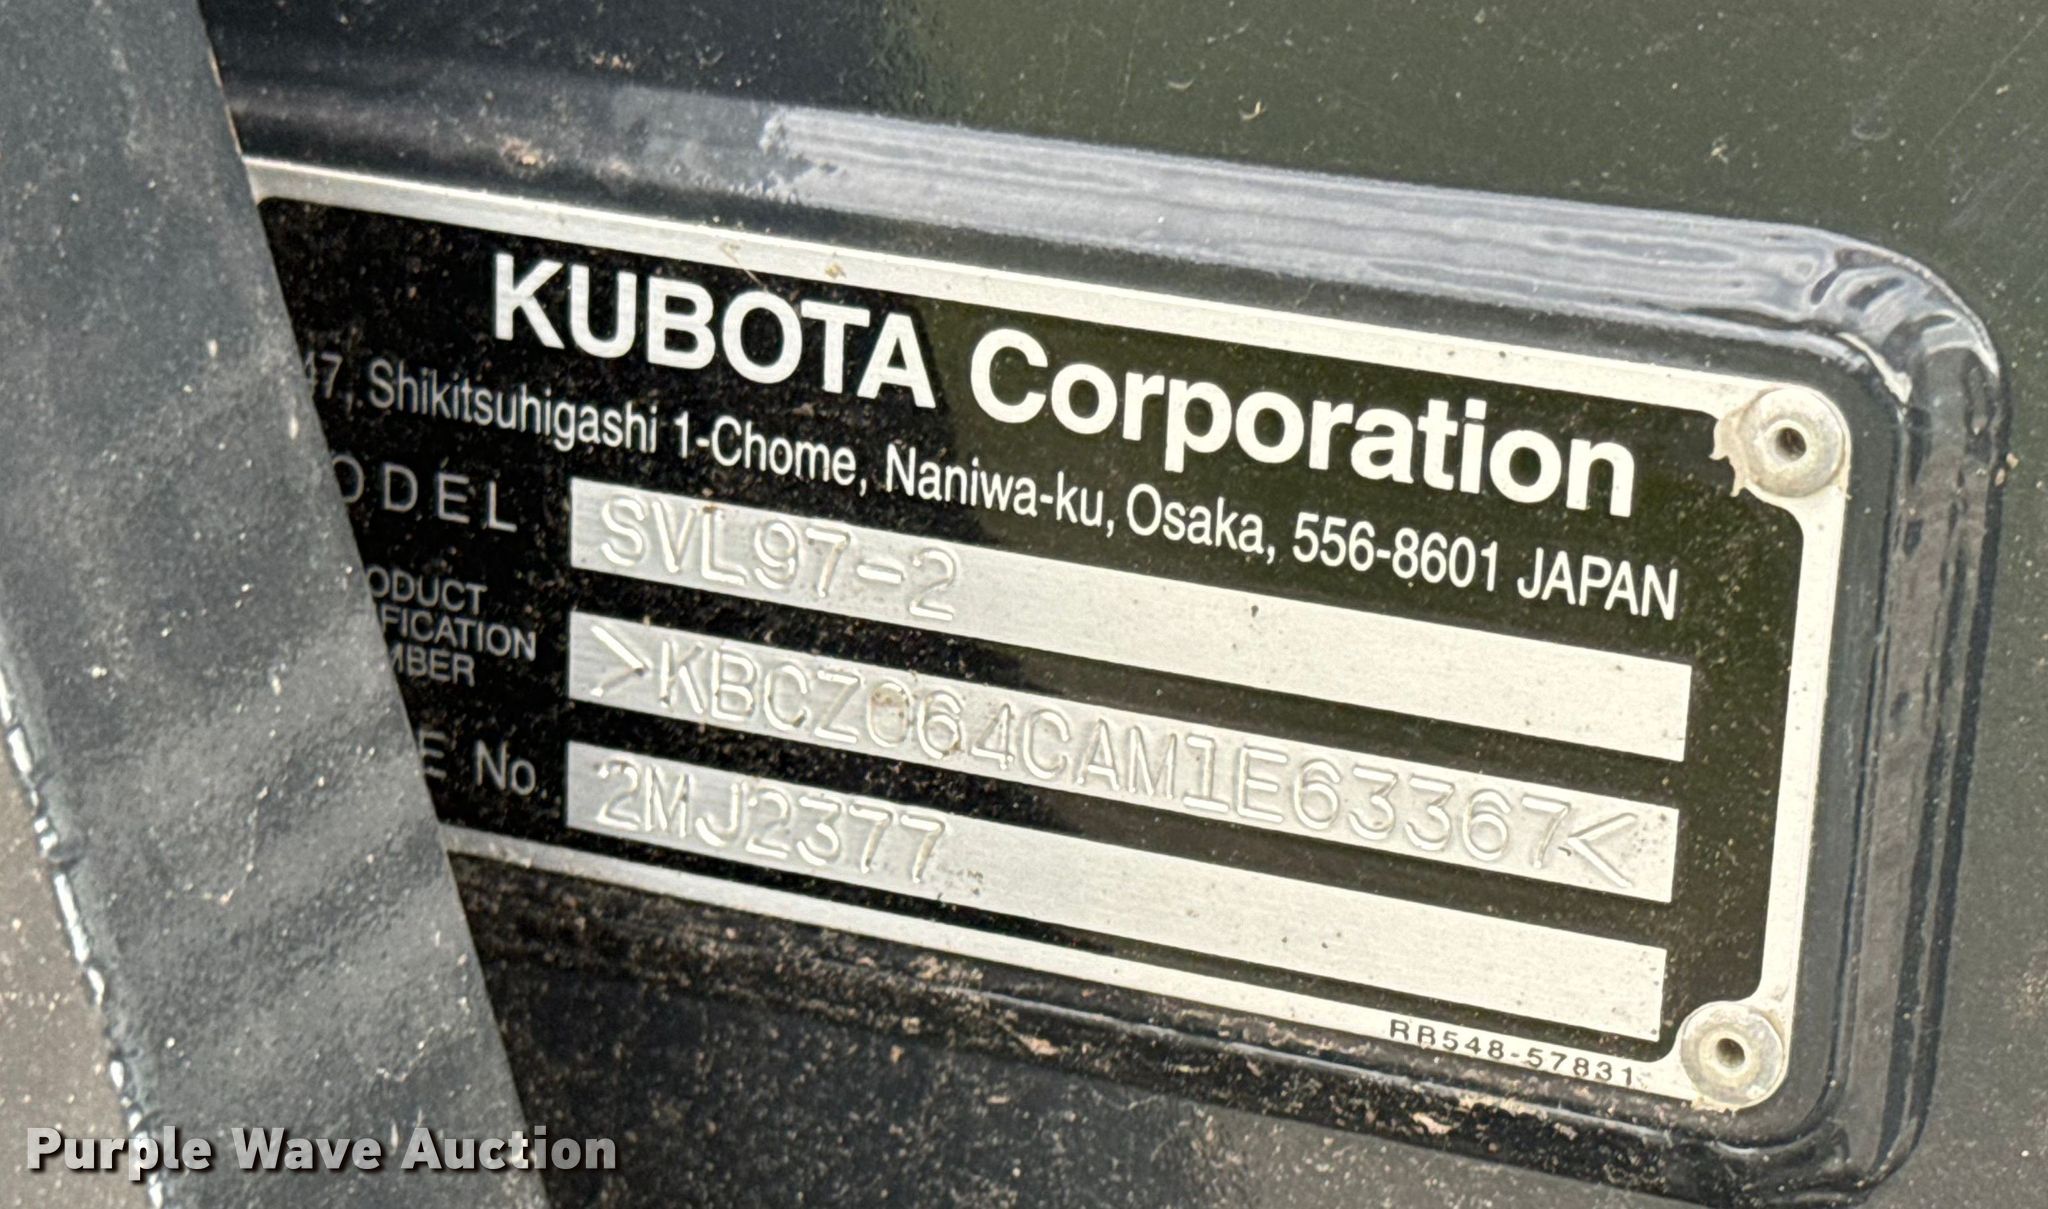 KUBOTA Corporation
47, Shikitsuhigashi 1-Chome, Naniwa-ku, Osaka, 556-8601 JAPAN
ODEL SVL97-2
ODUCT
IFICATION
MBER >KBCZ064CAM1E63367<
E No. 2MJ2377
RB548-57831
Purple Wave Auction